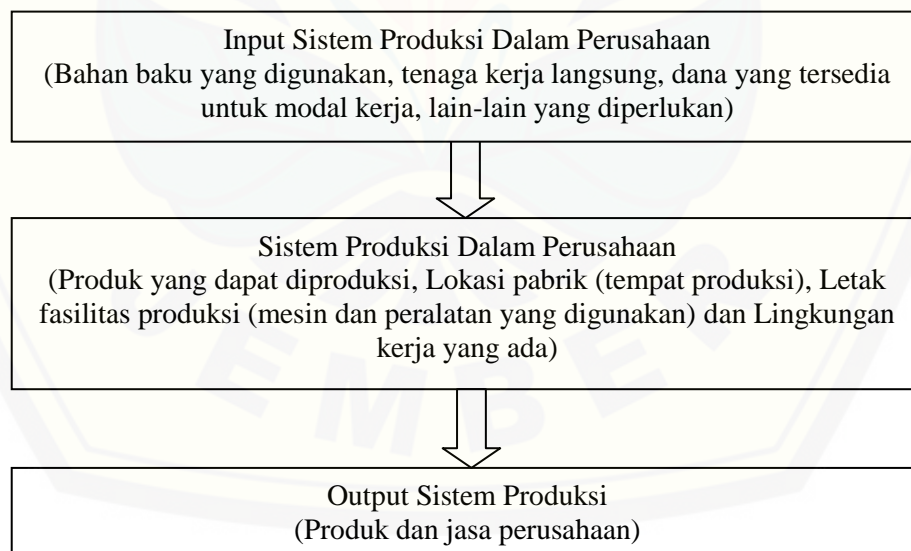 Input Sistem Produksi Dalam Perusahaan
(Bahan baku yang digunakan, tenaga kerja langsung, dana yang tersedia
untuk modal kerja, lain-lain yang diperlukan)
Sistem Produksi Dalam Perusahaan
(Produk yang dapat diproduksi, Lokasi pabrik (tempat produksi), Letak
fasilitas produksi (mesin dan peralatan yang digunakan) dan Lingkungan
kerja yang ada)
Output Sistem Produksi
(Produk dan jasa perusahaan)